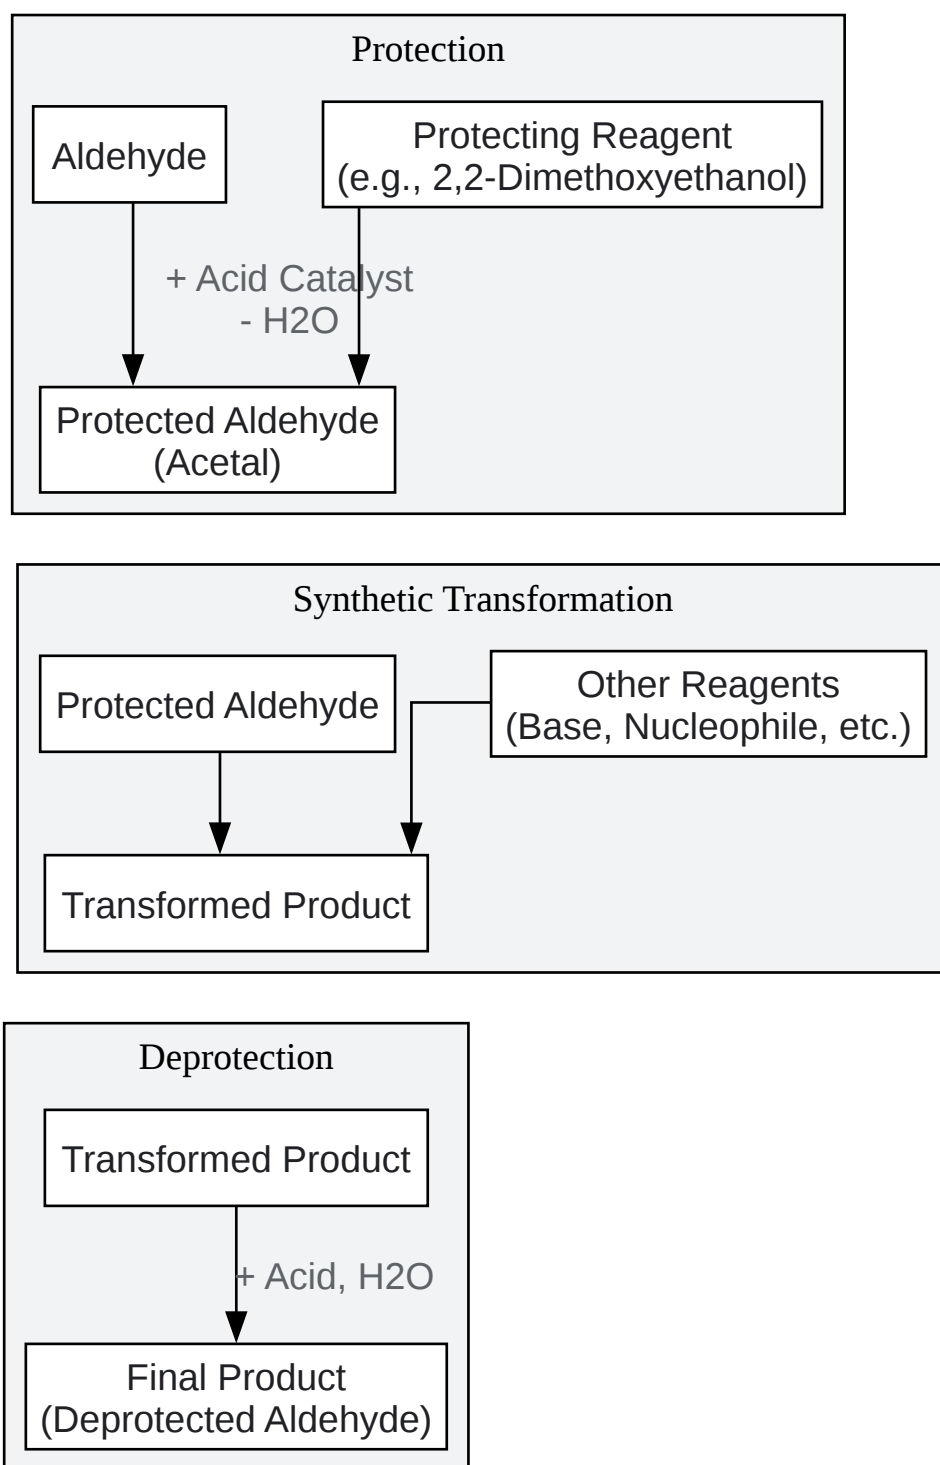 Protection
Aldehyde
Protecting Reagent
(e.g., 2,2-Dimethoxyethanol)
+ Acid Catalyst
- H2O
Protected Aldehyde
(Acetal)
Synthetic Transformation
Protected Aldehyde
Other Reagents
(Base, Nucleophile, etc.)
Transformed Product
Deprotection
Transformed Product
+ Acid, H2O
Final Product
(Deprotected Aldehyde)